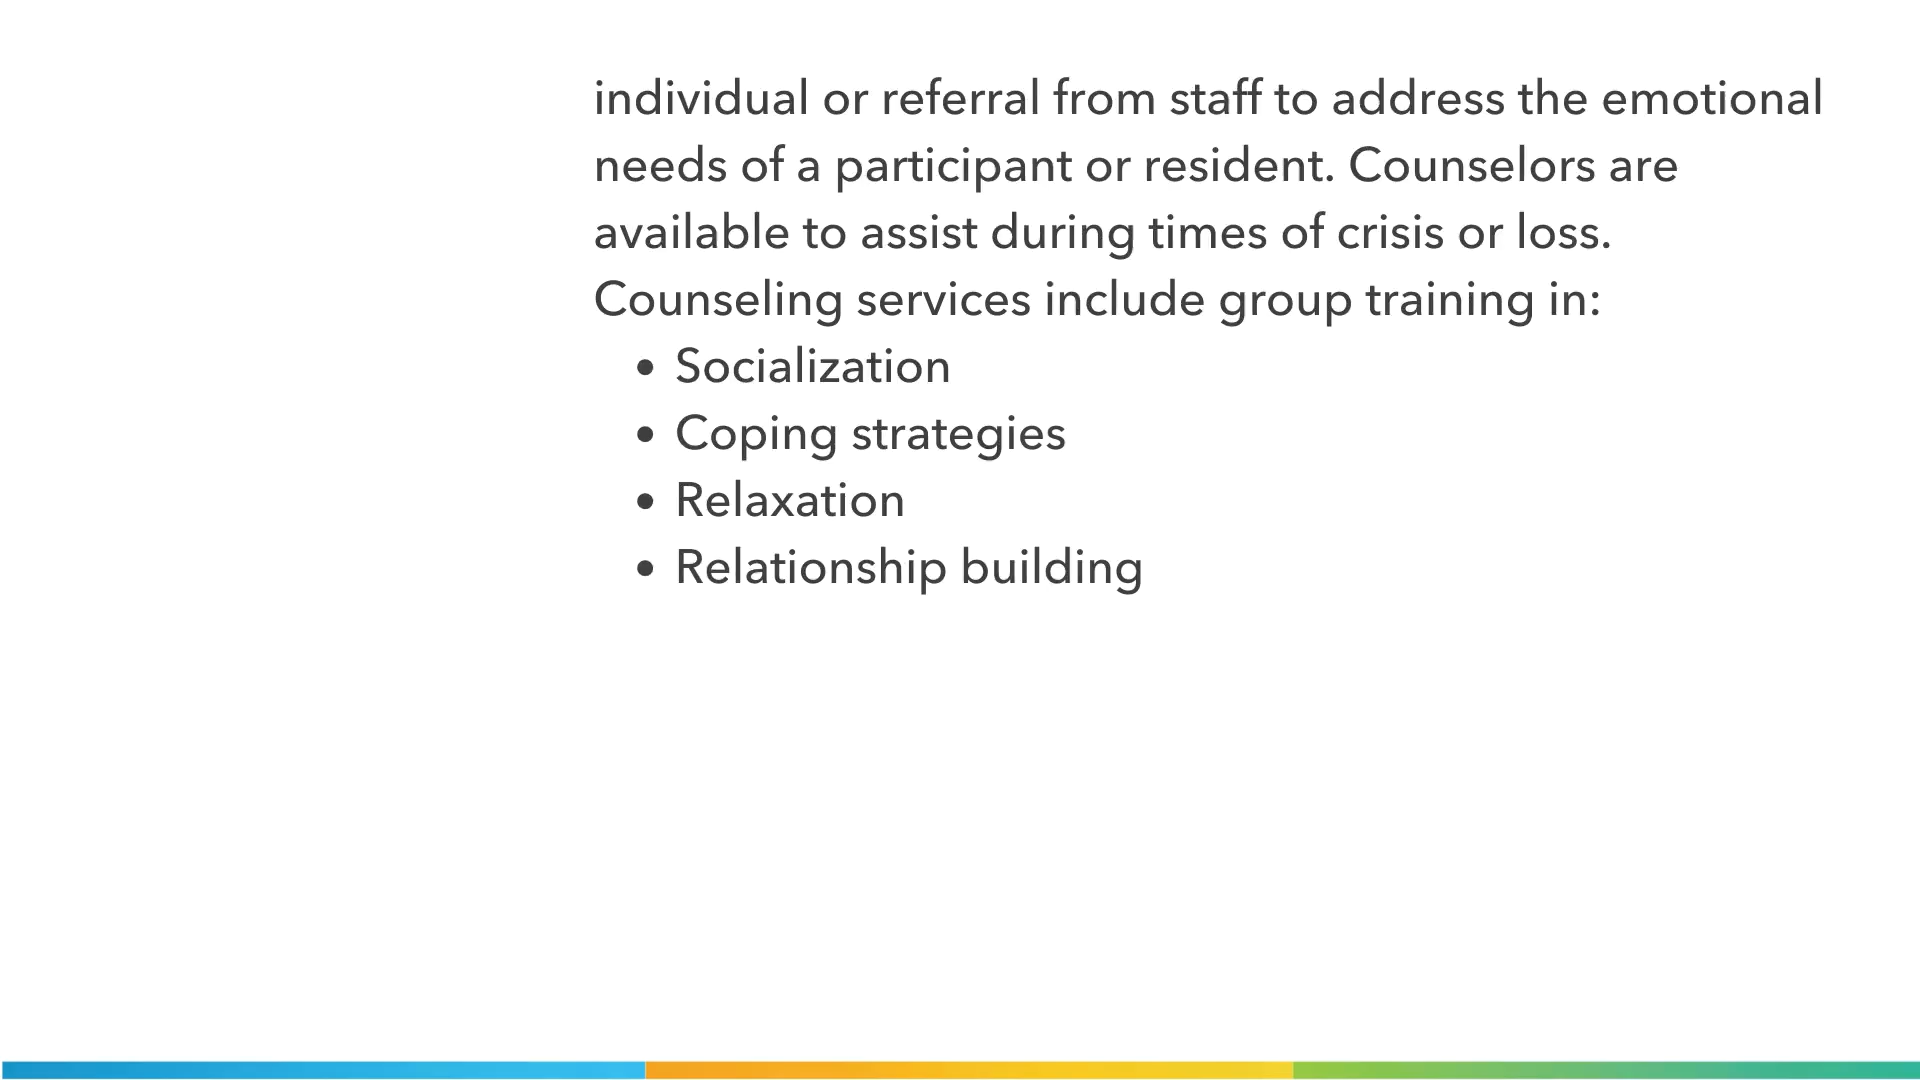 individual or referral from staff to address the emotional
needs of a participant or resident. Counselors are
available to assist during times of crisis or loss.
Counseling services include group training in:
• Socialization
• Coping strategies
• Relaxation
• Relationship building